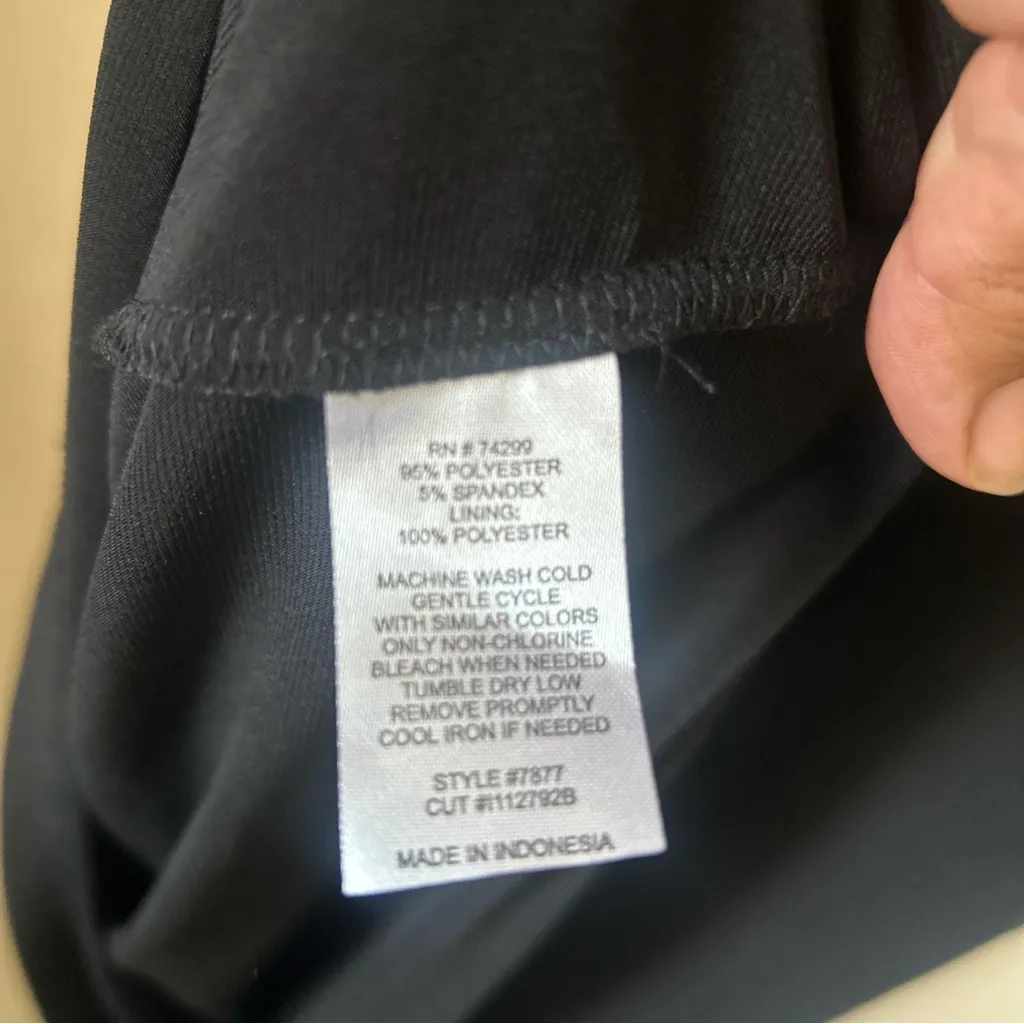 RN # 74299
95% POLYESTER
5% SPANDEX
LINING:
100% POLYESTER
MACHINE WASH COLD
GENTLE CYCLE
WITH SIMILAR COLORS
ONLY NON-CHLORINE
BLEACH WHEN NEEDED
TUMBLE DRY LOW
REMOVE PROMPTLY
COOL IRON IF NEEDED
STYLE #7877
CUT #I112792B
MADE IN INDONESIA